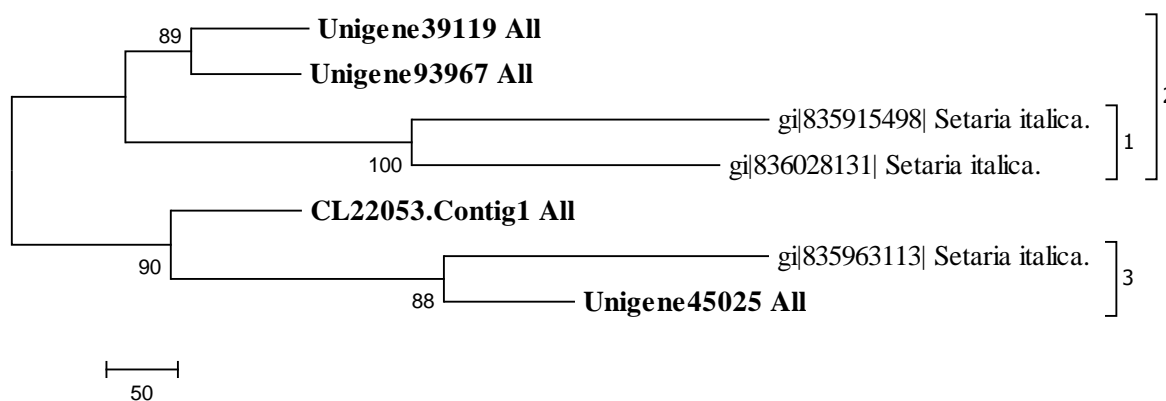 89
Unigene39119 All
Unigene93967 All
gi|835915498| Setaria italica.
1
2
100
gi|836028131| Setaria italica.
CL22053.Contig1 All
90
gi|835963113| Setaria italica.
3
88
Unigene45025 All
50